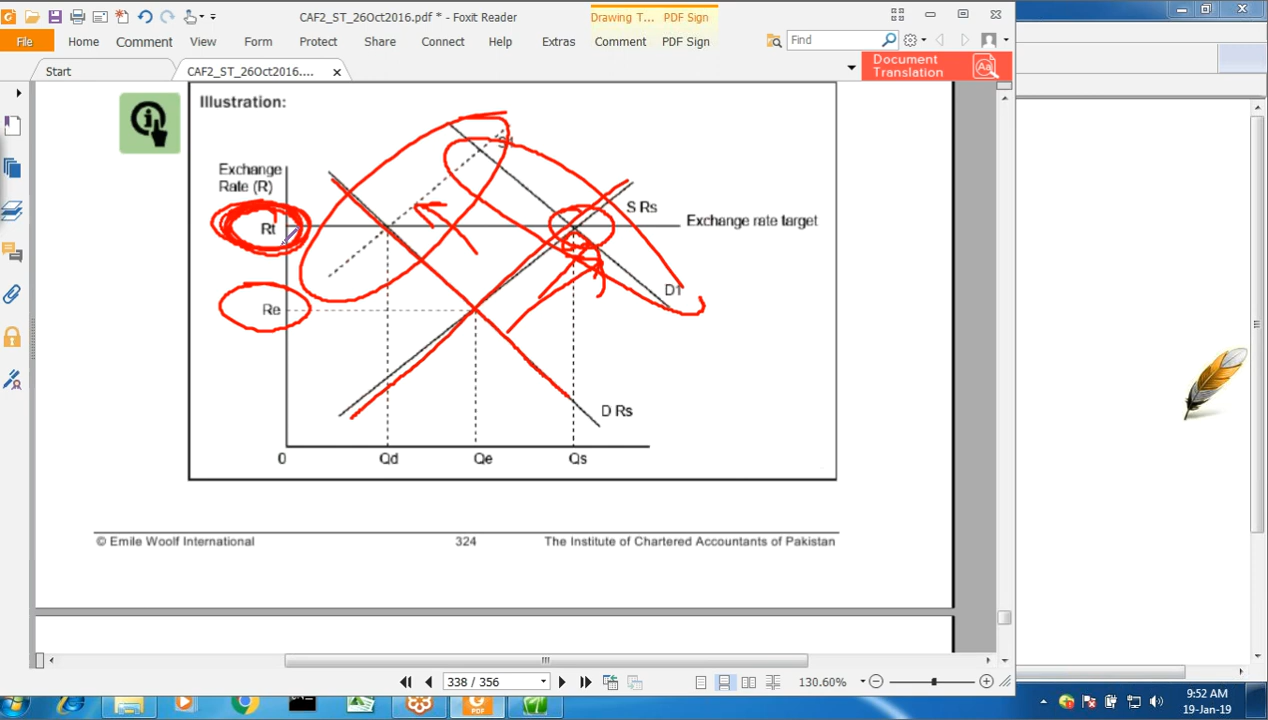 CAF2_ST_26Oct2016.pdf * - Foxit Reader
Drawing T...
PDF Sign
File
Home
Comment
View
Form
Protect
Share
Connect
Help
Extras
Comment
PDF Sign
Find
Start
CAF2_ST_26Oct2016....
Document
Translation
Illustration:
Exchange
Rate (R)
S Rs
Exchange rate target
Rt
D1
Re
D Rs
0
Qd
Qe
Qs
© Emile Woolf International
324
The Institute of Chartered Accountants of Pakistan
338 / 356
130.60%
9:52 AM
19-Jan-19